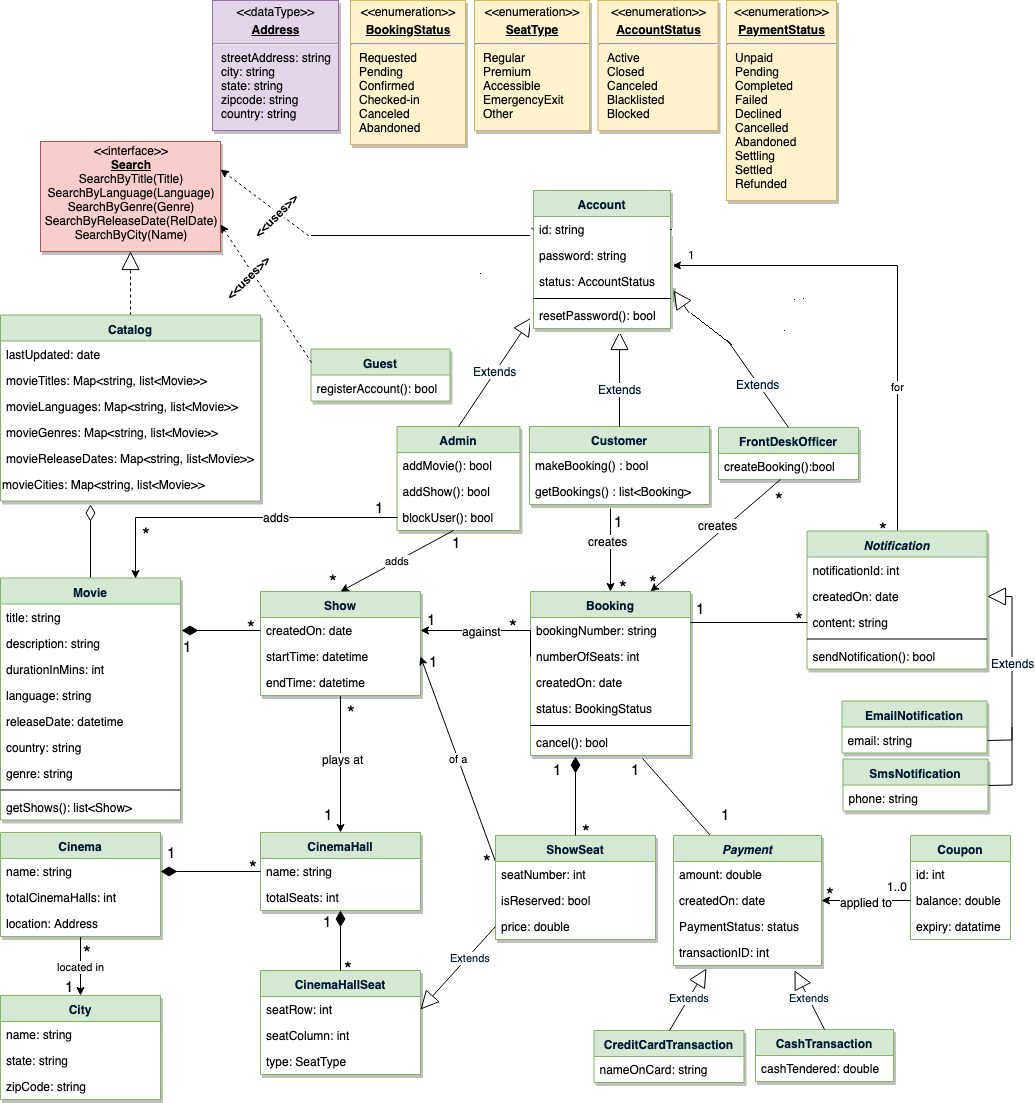 <<dataType>>
Address
streetAddress: string
city: string
state: string
zipcode: string
country: string
<<enumeration>>
BookingStatus
Requested
Pending
Confirmed
Checked-in
Canceled
Abandoned
<<enumeration>>
SeatType
Regular
Premium
Accessible
EmergencyExit
Other
<<enumeration>>
AccountStatus
Active
Closed
Canceled
Blacklisted
Blocked
<<enumeration>>
PaymentStatus
Unpaid
Pending
Completed
Failed
Declined
Cancelled
Abandoned
Settling
Settled
Refunded
<<interface>>
Search
SearchByTitle(Title)
SearchByLanguage(Language)
SearchByGenre(Genre)
SearchByReleaseDate(RelDate)
SearchByCity(Name)
<<uses>>
<<uses>>
Account
id: string
password: string
status: AccountStatus
resetPassword(): bool
1
for
*
Catalog
lastUpdated: date
movieTitles: Map<string, list<Movie>>
movieLanguages: Map<string, list<Movie>>
movieGenres: Map<string, list<Movie>>
movieReleaseDates: Map<string, list<Movie>>
movieCities: Map<string, list<Movie>>
Guest
registerAccount(): bool
Extends
Extends
Extends
Admin
addMovie(): bool
addShow(): bool
blockUser(): bool
Customer
makeBooking() : bool
getBookings() : list<Booking>
FrontDeskOfficer
createBooking():bool
1
adds
*
1
adds
*
1
creates
*
*
creates
*
Notification
notificationId: int
createdOn: date
content: string
sendNotification(): bool
Extends
EmailNotification
email: string
SmsNotification
phone: string
Movie
title: string
description: string
durationInMins: int
language: string
releaseDate: datetime
country: string
genre: string
getShows(): list<Show>
1
*
Show
createdOn: date
startTime: datetime
endTime: datetime
1
against
*
Booking
bookingNumber: string
numberOfSeats: int
createdOn: date
status: BookingStatus
cancel(): bool
1
*
1
of a
*
*
plays at
1
1
*
1
1
Cinema
name: string
totalCinemaHalls: int
location: Address
1
*
CinemaHall
name: string
totalSeats: int
ShowSeat
seatNumber: int
isReserved: bool
price: double
Payment
amount: double
createdOn: date
PaymentStatus: status
transactionID: int
*
applied to
1..0
Coupon
id: int
balance: double
expiry: datatime
*
located in
1
1
*
Extends
City
name: string
state: string
zipCode: string
CinemaHallSeat
seatRow: int
seatColumn: int
type: SeatType
Extends
Extends
CreditCardTransaction
nameOnCard: string
CashTransaction
cashTendered: double